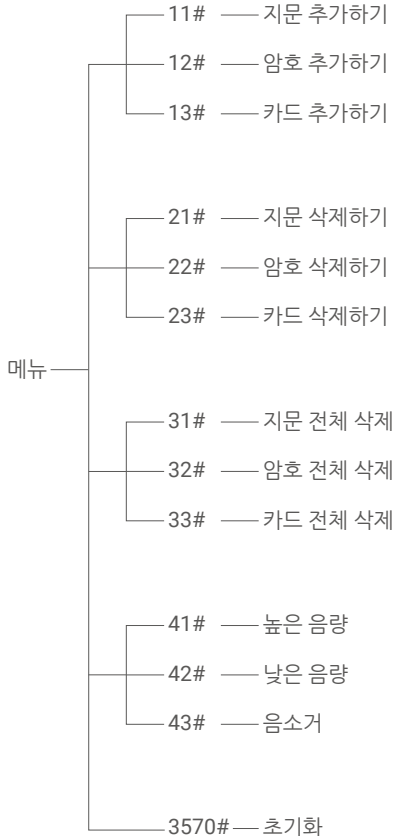 11# 지문 추가하기
12# 암호 추가하기
13# 카드 추가하기
21# 지문 삭제하기
22# 암호 삭제하기
23# 카드 삭제하기
메뉴
31# 지문 전체 삭제
32# 암호 전체 삭제
33# 카드 전체 삭제
41# 높은 음량
42# 낮은 음량
43# 음소거
3570# 초기화